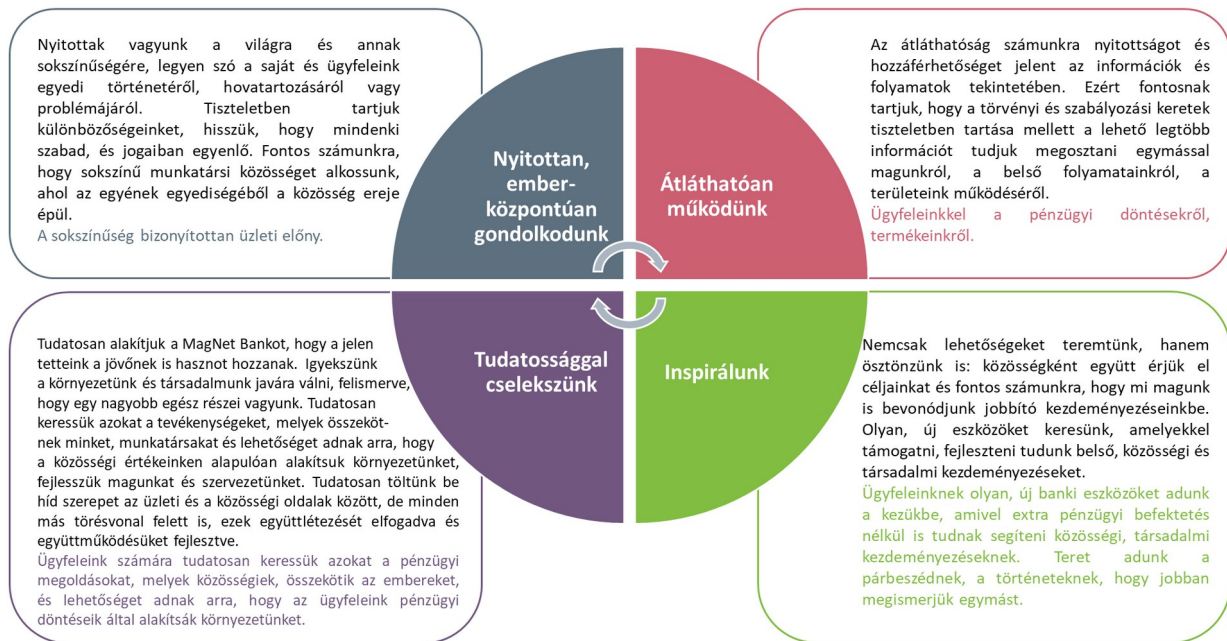 Nyitottak vagyunk a világra és annak
sokszínűségére, legyen szó a saját és ügyfeleink
egyedi történetéről, hovatartozásáról vagy
problémájáról. Tiszteletben tartjuk
különbözőségeinket, hisszük, hogy mindenki
szabad, és jogaiban egyenlő. Fontos számunkra,
hogy sokszínű munkatársi közösséget alkossunk,
ahol az egyének egyediségéből a közösség ereje
épül.
A sokszínűség bizonyítottan üzleti előny.
Nyitottan,
ember-
központúan
gondolkodunk
Átláthatóan
működünk
Az átláthatóság számunkra nyitottságot és
hozzáférhetőséget jelent az információk és
folyamatok tekintetében. Ezért fontosnak
tartjuk, hogy a törvényi és szabályozási keretek
tiszteletben tartása mellett a lehető legtöbb
információt tudjuk megosztani egymással
magunkról, a belső folyamatainkról, a
területeink működéséről.
Ügyfeleinkkel a pénzügyi döntésekről,
termékeinkről.
Tudatosan alakítjuk a MagNet Bankot, hogy a jelen
tetteink a jövőnek is hasznot hozzanak. Igyekszünk
a környezetünk és társadalmunk javára válni, felismerve,
hogy egy nagyobb egész részei vagyunk. Tudatosan
keressük azokat a tevékenységeket, melyek összeköt-
nek minket, munkatársakat és lehetőséget adnak arra, hogy
a közösségi értékeinken alapulóan alakítsuk környezetünket,
fejlesszük magunkat és szervezetünket. Tudatosan töltünk be
híd szerepet az üzleti és a közösségi oldalak között, de minden
más törésvonal felett is, ezek együttlétezését elfogadva és
együttműködésüket fejlesztve.
Ügyfeleink számára tudatosan keressük azokat a pénzügyi
megoldásokat, melyek közösségiek, összekötik az embereket,
és lehetőséget adnak arra, hogy az ügyfeleink pénzügyi
döntéseik által alakítsák környezetünket.
Tudatossággal
cselekszünk
Inspirálunk
Nemcsak lehetőségeket teremtünk, hanem
ösztönzünk is: közösségként együtt érjük el
céljainkat és fontos számunkra, hogy mi magunk
is bevonódjunk jobbító kezdeményezéseinkbe.
Olyan, új eszközöket keresünk, amelyekkel
támogatni, fejleszteni tudunk belső, közösségi és
társadalmi kezdeményezéseket.
Ügyfeleinknek olyan, új banki eszközöket adunk
a kezükbe, amivel extra pénzügyi befektetés
nélkül is tudnak segíteni közösségi, társadalmi
kezdeményezéseknek. Teret adunk a
párbeszédnek, a történeteknek, hogy jobban
megismerjük egymást.